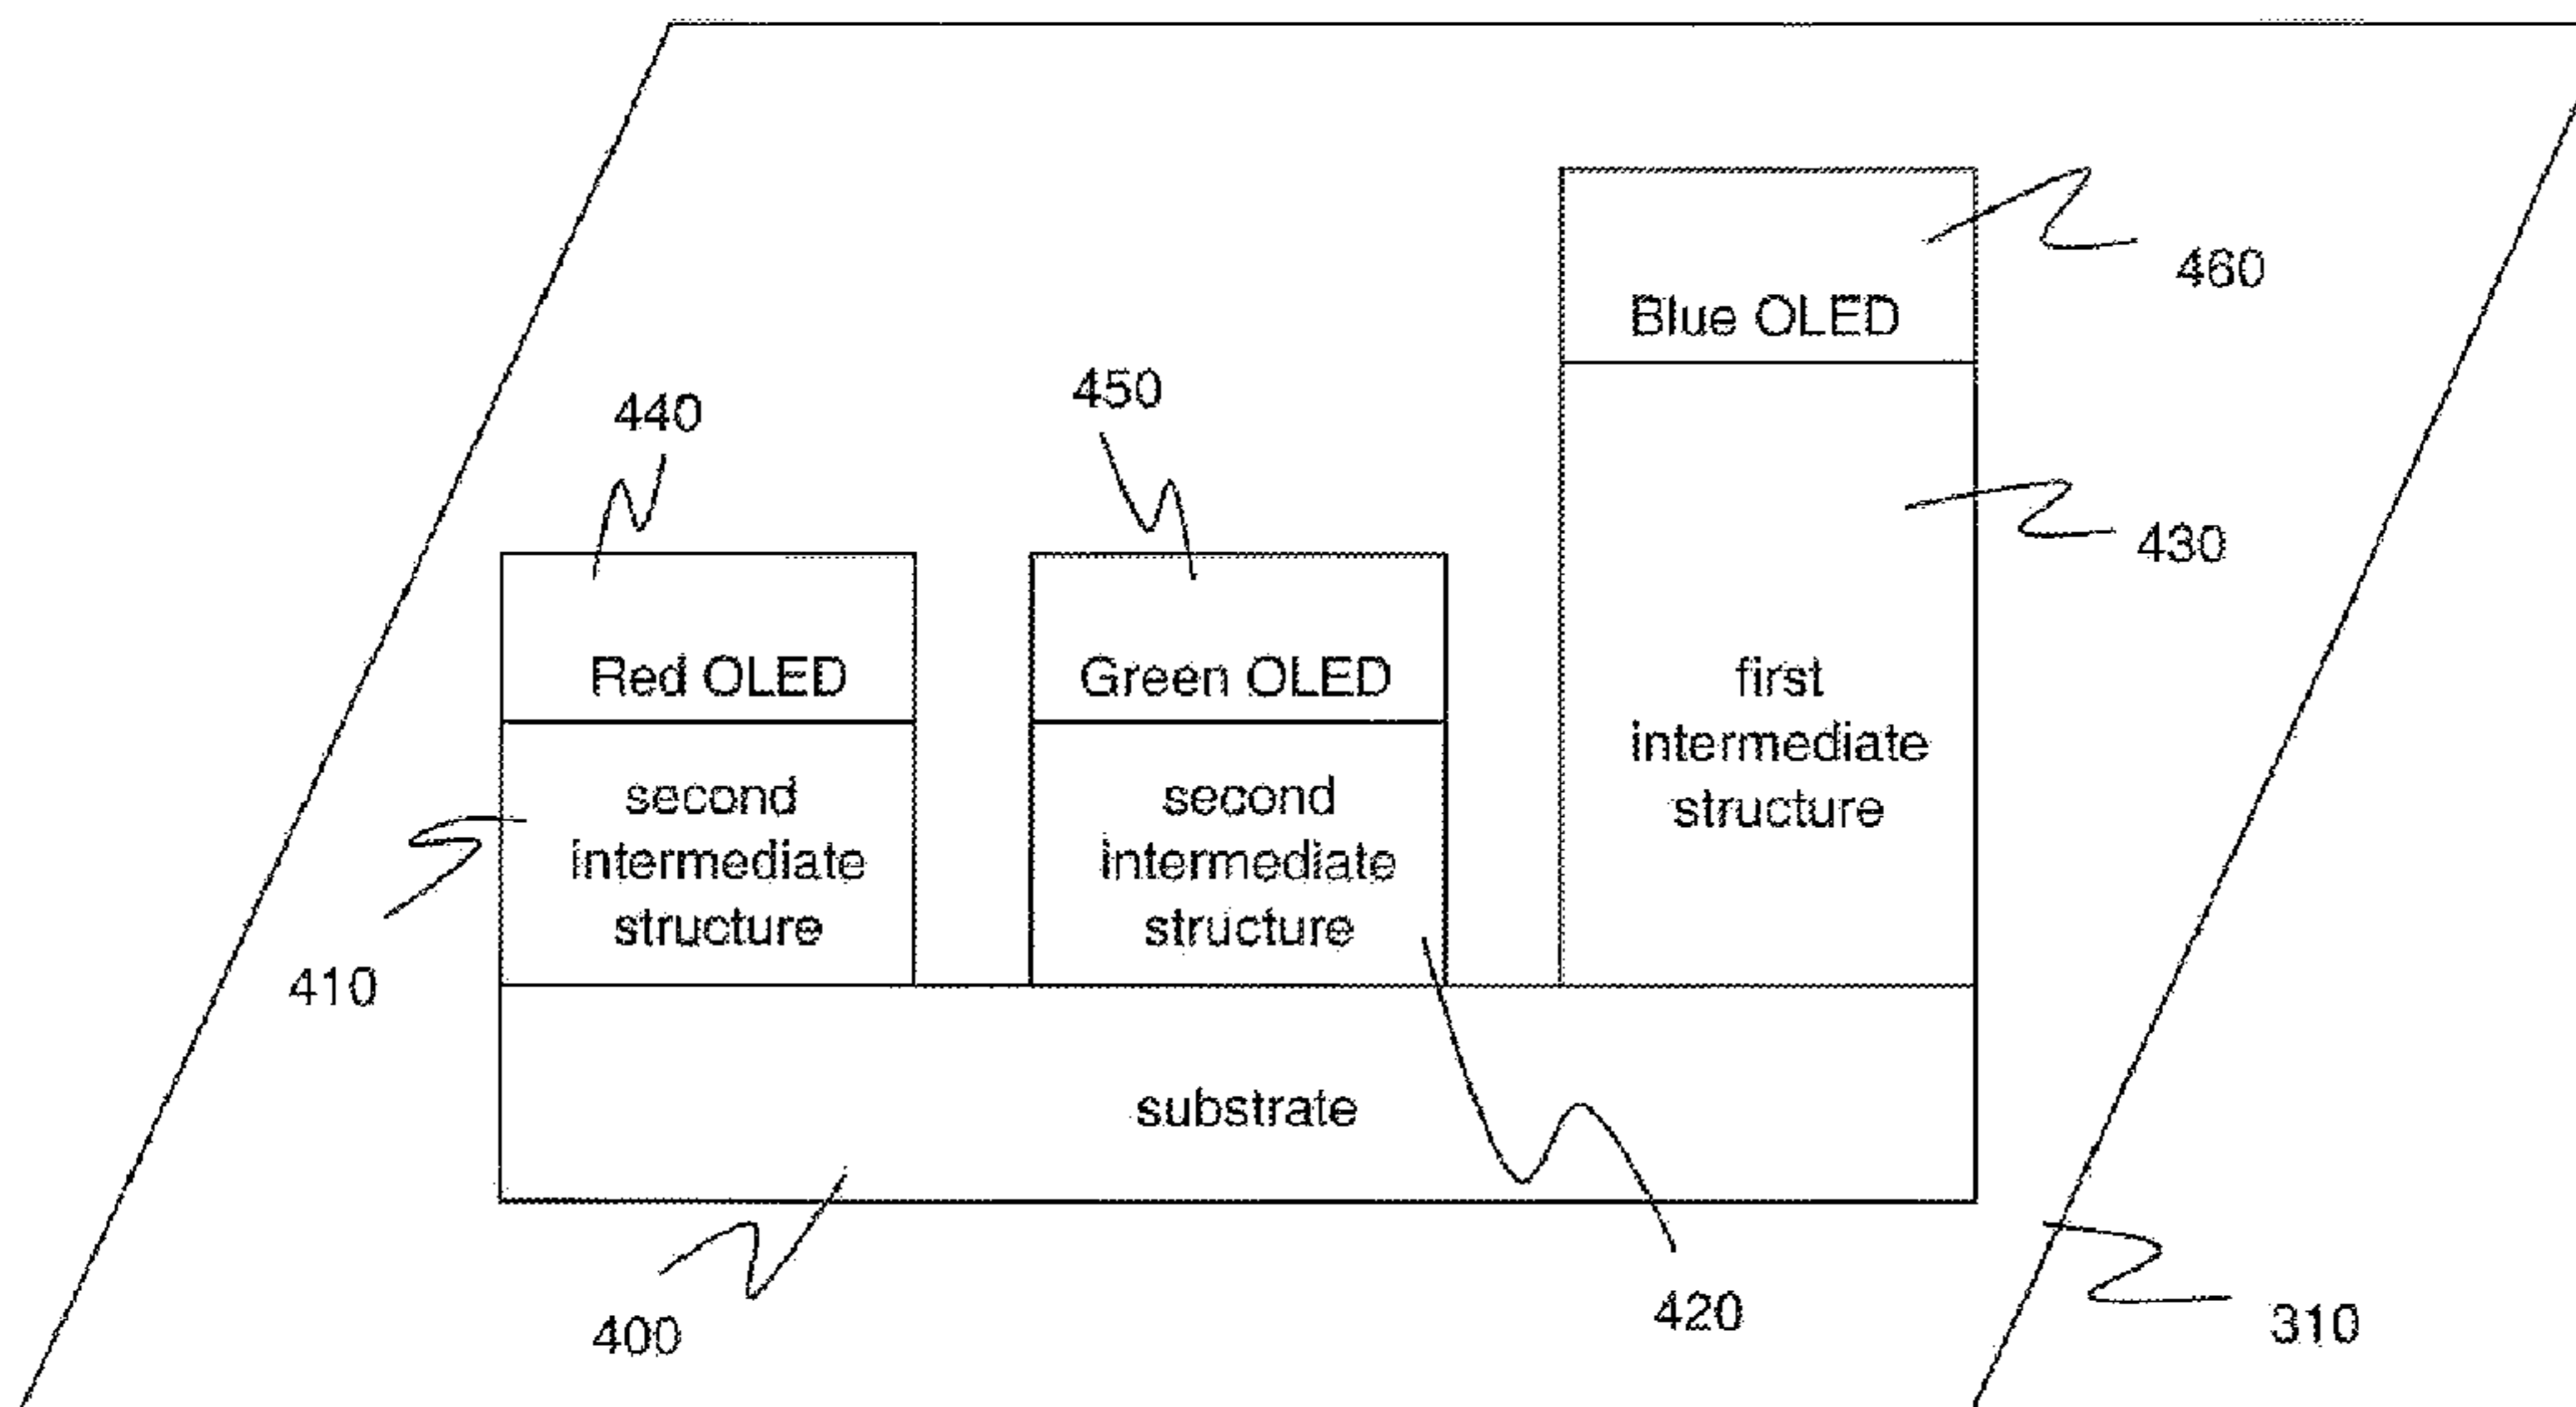 460
Blue OLED
450
440
430
Red OLED
Green OLED
first
intermediate
structure
second
intermediate
structure
second
intermediate
structure
410
substrate
420
310
400